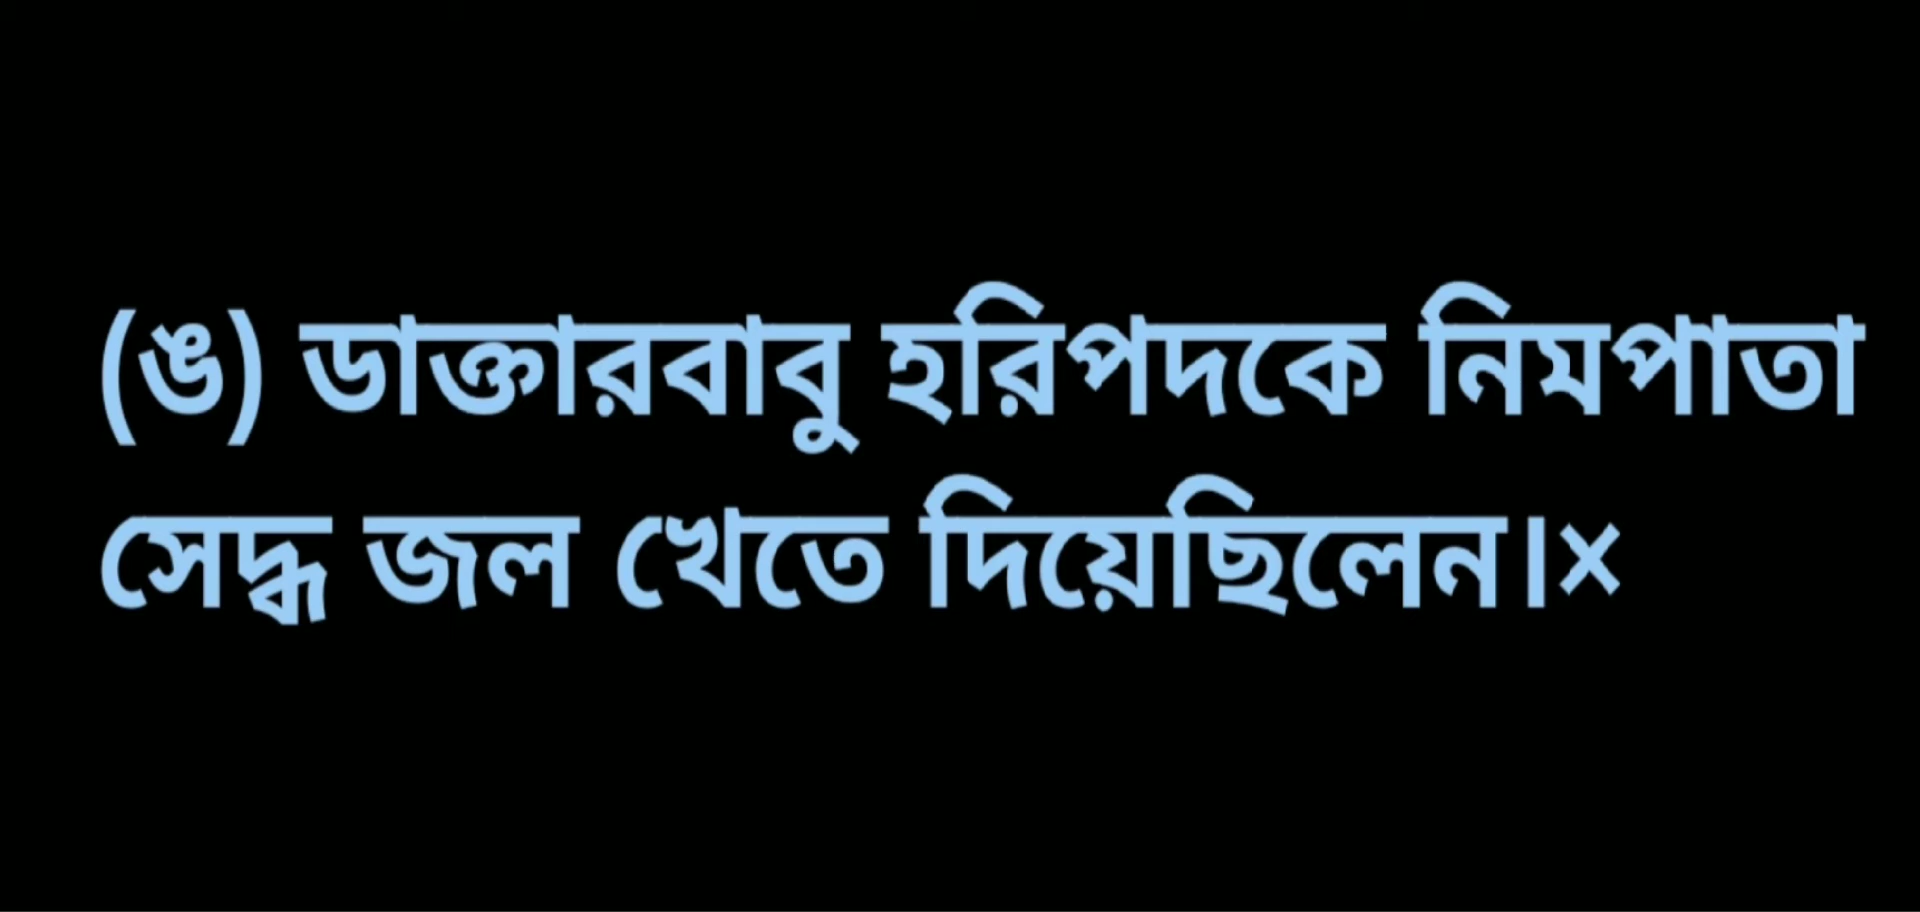 (ঙ) ডাক্তারবাবু হরিপদকে নিমপাতা
সেদ্ধ জল খেতে দিয়েছিলেন।×